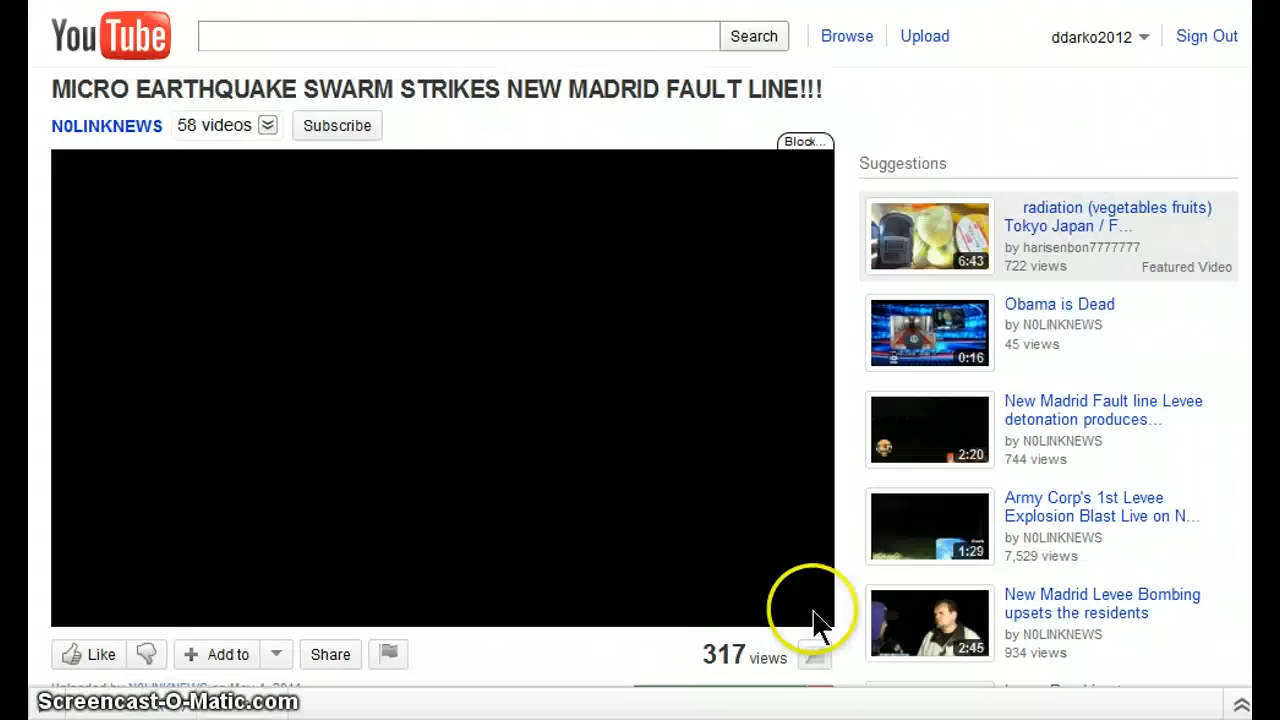 You Tube
Search
Browse
Upload
ddarko2012
Sign Out
MICRO EARTHQUAKE SWARM STRIKES NEW MADRID FAULT LINE!!!
N0LINKNEWS
58 videos
Subscribe
Block...
Suggestions
radiation (vegetables fruits)
Tokyo Japan / F...
by harisenbon7777777
722 views
Featured Video
6:43
Obama is Dead
by N0LINKNEWS
45 views
0:16
New Madrid Fault line Levee
detonation produces...
by N0LINKNEWS
744 views
2:20
Army Corp's 1st Levee
Explosion Blast Live on N...
by N0LINKNEWS
7,529 views
1:29
New Madrid Levee Bombing
upsets the residents
by N0LINKNEWS
934 views
2:45
Like
Add to
Share
317 views
Screencast-O-Matic.com